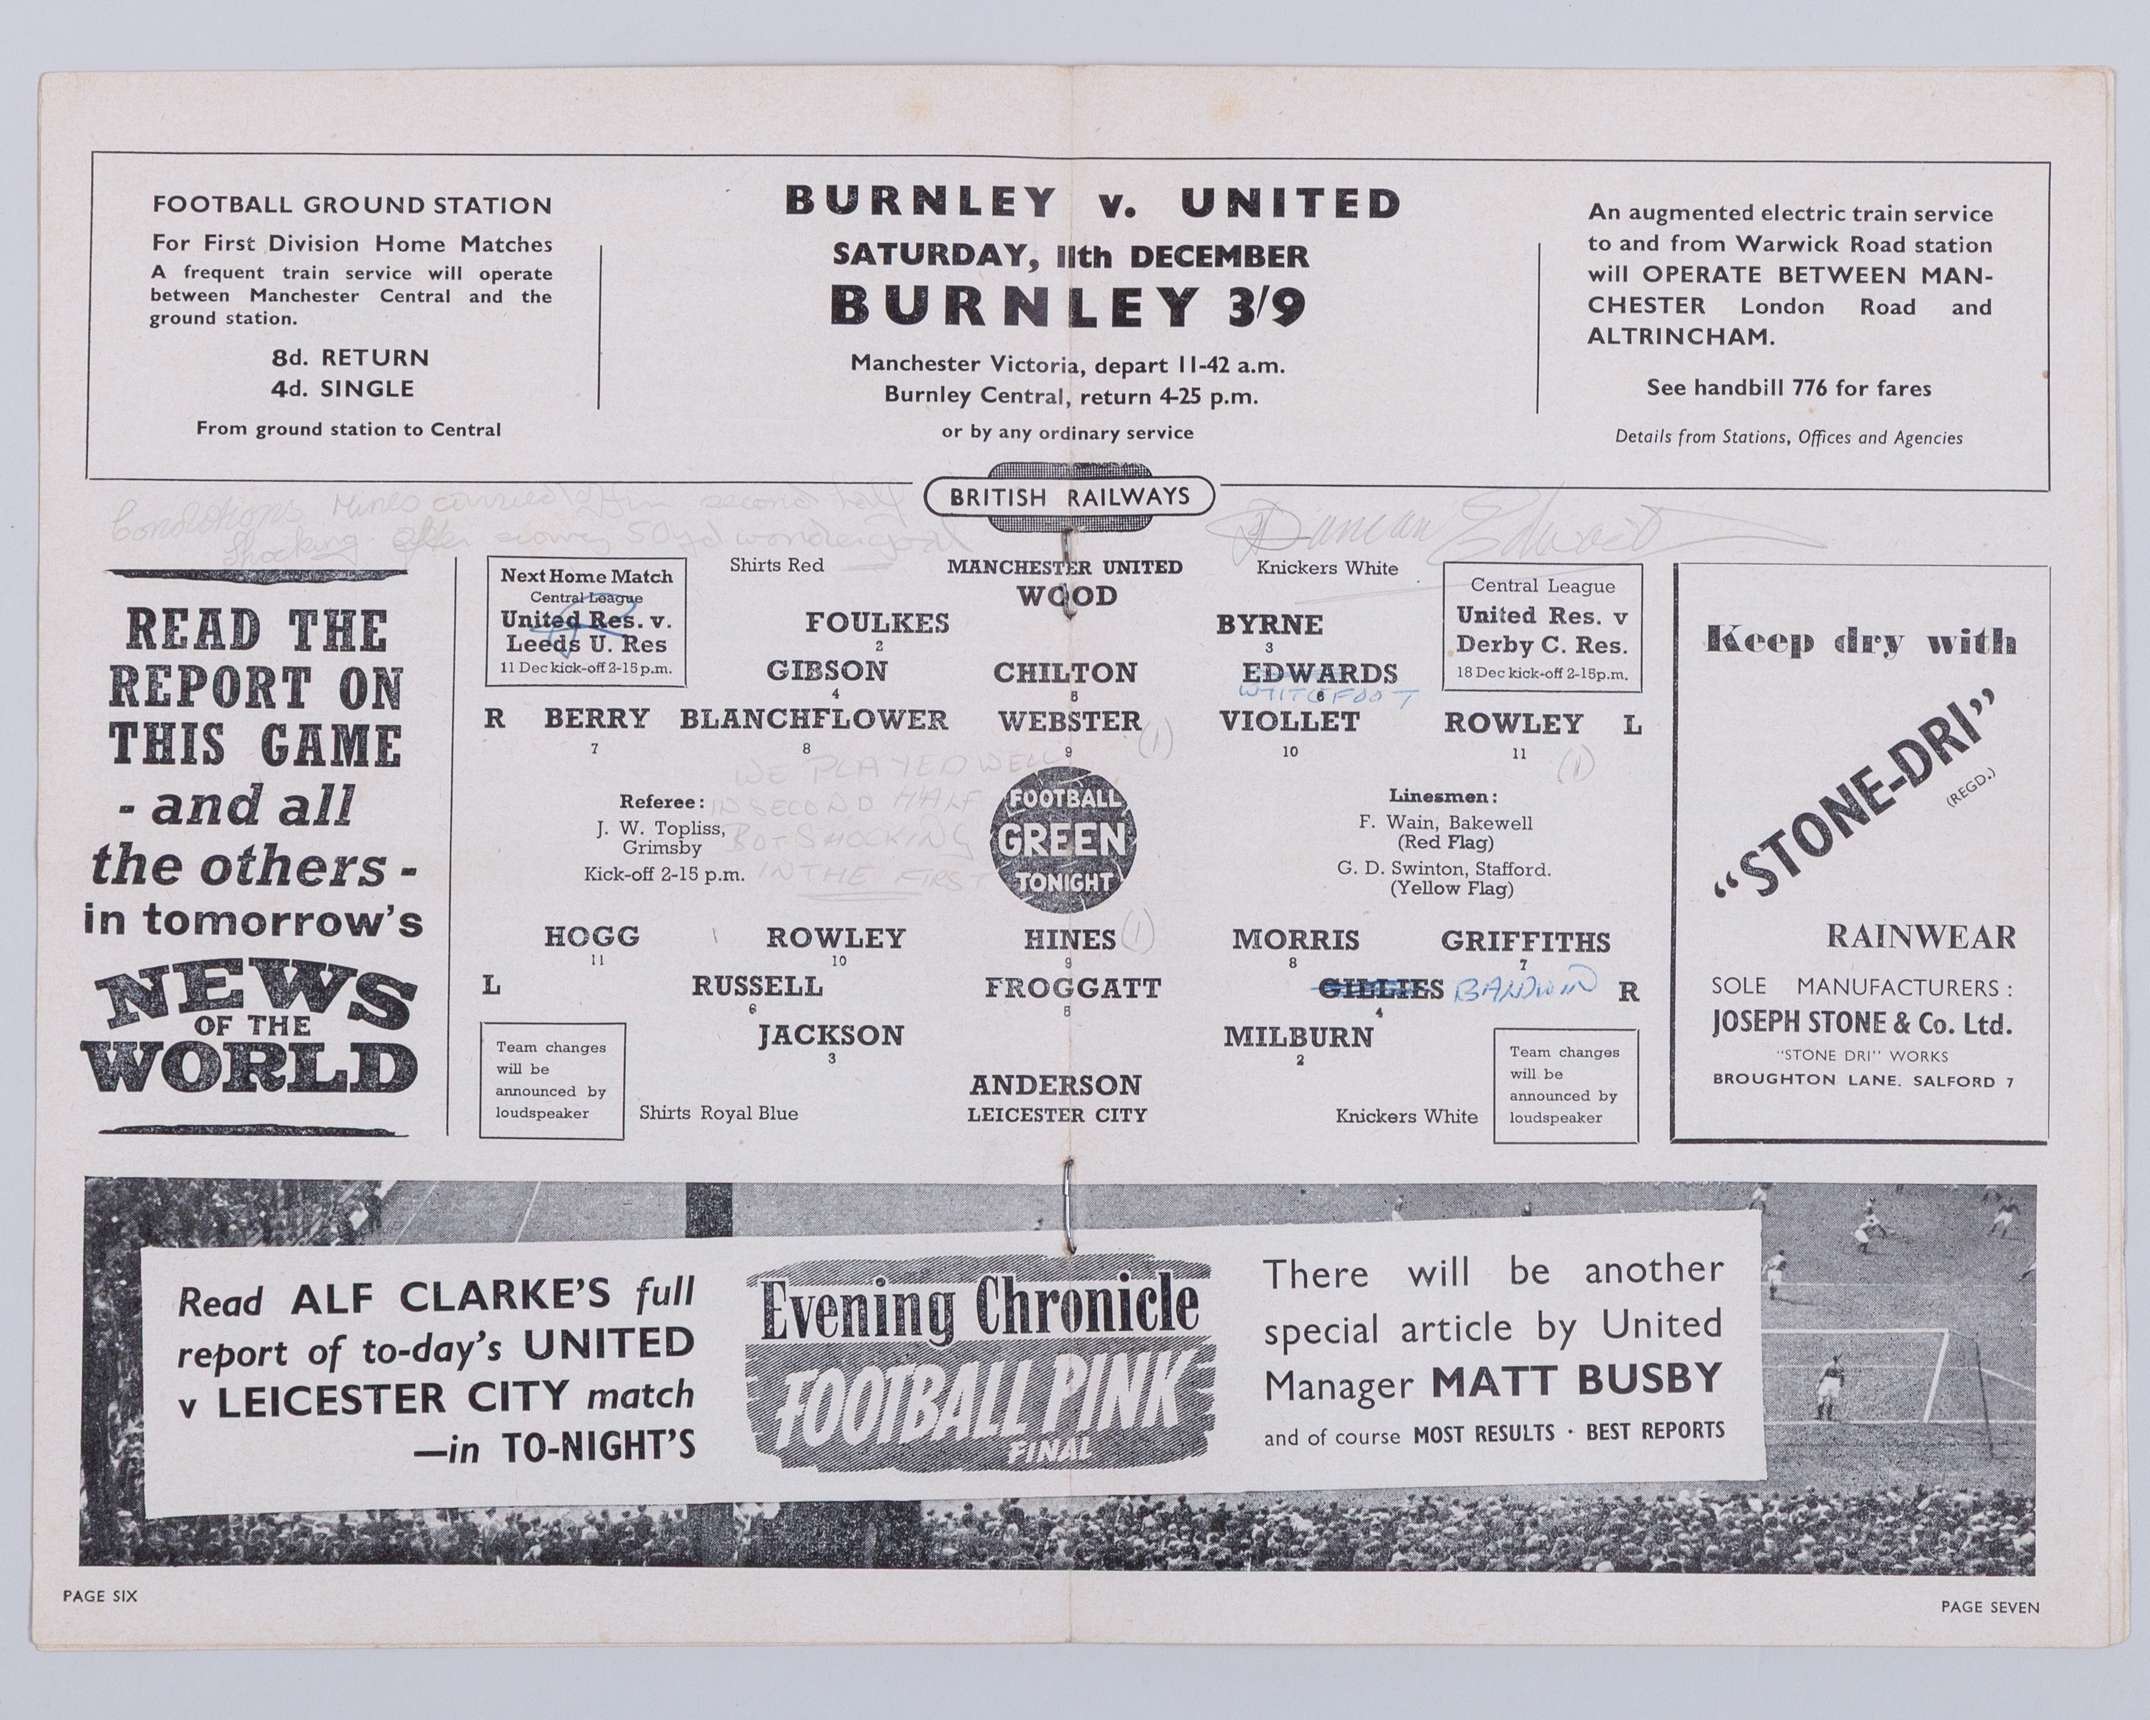 FOOTBALL GROUND STATION
For First Division Home Matches
A frequent train service will operate
between Manchester Central and the
ground station.
8d. RETURN
4d. SINGLE
From ground station to Central
BURNLEY v. UNITED
SATURDAY, 11th DECEMBER
BURNLEY 3/9
Manchester Victoria, depart 11-42 a.m.
Burnley Central, return 4-25 p.m.
or by any ordinary service
BRITISH RAILWAYS
An augmented electric train service
to and from Warwick Road station
will OPERATE BETWEEN MAN-
CHESTER London Road and
ALTRINCHAM.
See handbill 776 for fares
Details from Stations, Offices and Agencies
Conditions Hines carried off in second half
Shocking after scoring 50yd wondergoal
Duncan Edwards
READ THE
REPORT ON
THIS GAME
- and all
the others -
in tomorrow's
NEWS
OF THE
WORLD
Next Home Match
Central League
United Res. v.
Leeds U. Res
11 Dec kick-off 2-15 p.m.
Shirts Red
MANCHESTER UNITED
Knickers White
Central League
United Res. v
Derby C. Res.
18 Dec kick-off 2-15p.m.
WOOD
FOULKES
2
BYRNE
3
GIBSON
4
CHILTON
5
EDWARDS
6
WHITEFOOT
R BERRY
7
BLANCHFLOWER
8
WEBSTER (1)
9
VIOLLET
10
ROWLEY L
11
(1)
WE PLAYED WELL
IN SECOND HALF
BUT SHOCKING
IN THE FIRST
Referee:
J. W. Topliss,
Grimsby
Kick-off 2-15 p.m.
FOOTBALL
GREEN
TONIGHT
Linesmen:
F. Wain, Bakewell
(Red Flag)
G. D. Swinton, Stafford.
(Yellow Flag)
HOGG
11
ROWLEY
10
HINES (1)
9
MORRIS
8
GRIFFITHS
7
L RUSSELL
6
FROGGATT
5
GILLIES BALDWIN R
4
JACKSON
3
MILBURN
2
ANDERSON
LEICESTER CITY
Team changes
will be
announced by
loudspeaker
Shirts Royal Blue
Knickers White
Team changes
will be
announced by
loudspeaker
Keep dry with
"STONE-DRI"
(REGD.)
RAINWEAR
SOLE MANUFACTURERS:
JOSEPH STONE & Co. Ltd.
"STONE DRI" WORKS
BROUGHTON LANE. SALFORD 7
Read ALF CLARKE'S full
report of to-day's UNITED
v LEICESTER CITY match
—in TO-NIGHT'S
Evening Chronicle
FOOTBALL PINK
FINAL
There will be another
special article by United
Manager MATT BUSBY
and of course MOST RESULTS · BEST REPORTS
PAGE SIX
PAGE SEVEN